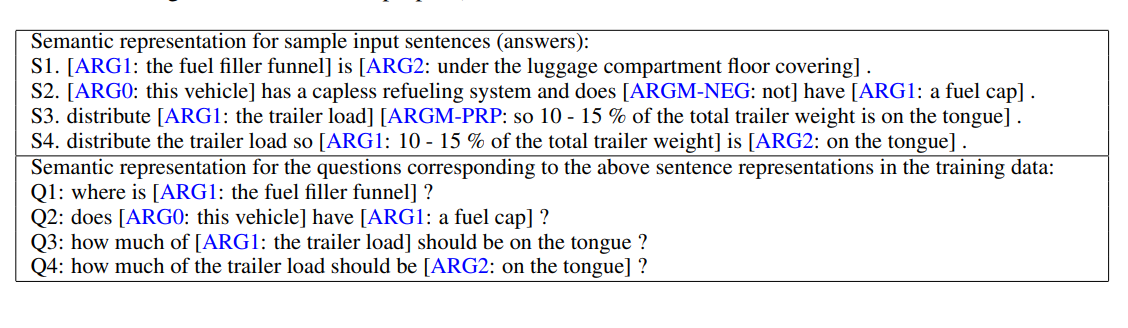 Semantic representation for sample input sentences (answers):
S1. [ARG1: the fuel filler funnel] is [ARG2: under the luggage compartment floor covering] .
S2. [ARG0: this vehicle] has a capless refueling system and does [ARGM-NEG: not] have [ARG1: a fuel cap] .
S3. distribute [ARG1: the trailer load] [ARGM-PRP: so 10 - 15 % of the total trailer weight is on the tongue] .
S4. distribute the trailer load so [ARG1: 10 - 15 % of the total trailer weight] is [ARG2: on the tongue] .
Semantic representation for the questions corresponding to the above sentence representations in the training data:
Q1: where is [ARG1: the fuel filler funnel] ?
Q2: does [ARG0: this vehicle] have [ARG1: a fuel cap] ?
Q3: how much of [ARG1: the trailer load] should be on the tongue ?
Q4: how much of the trailer load should be [ARG2: on the tongue] ?